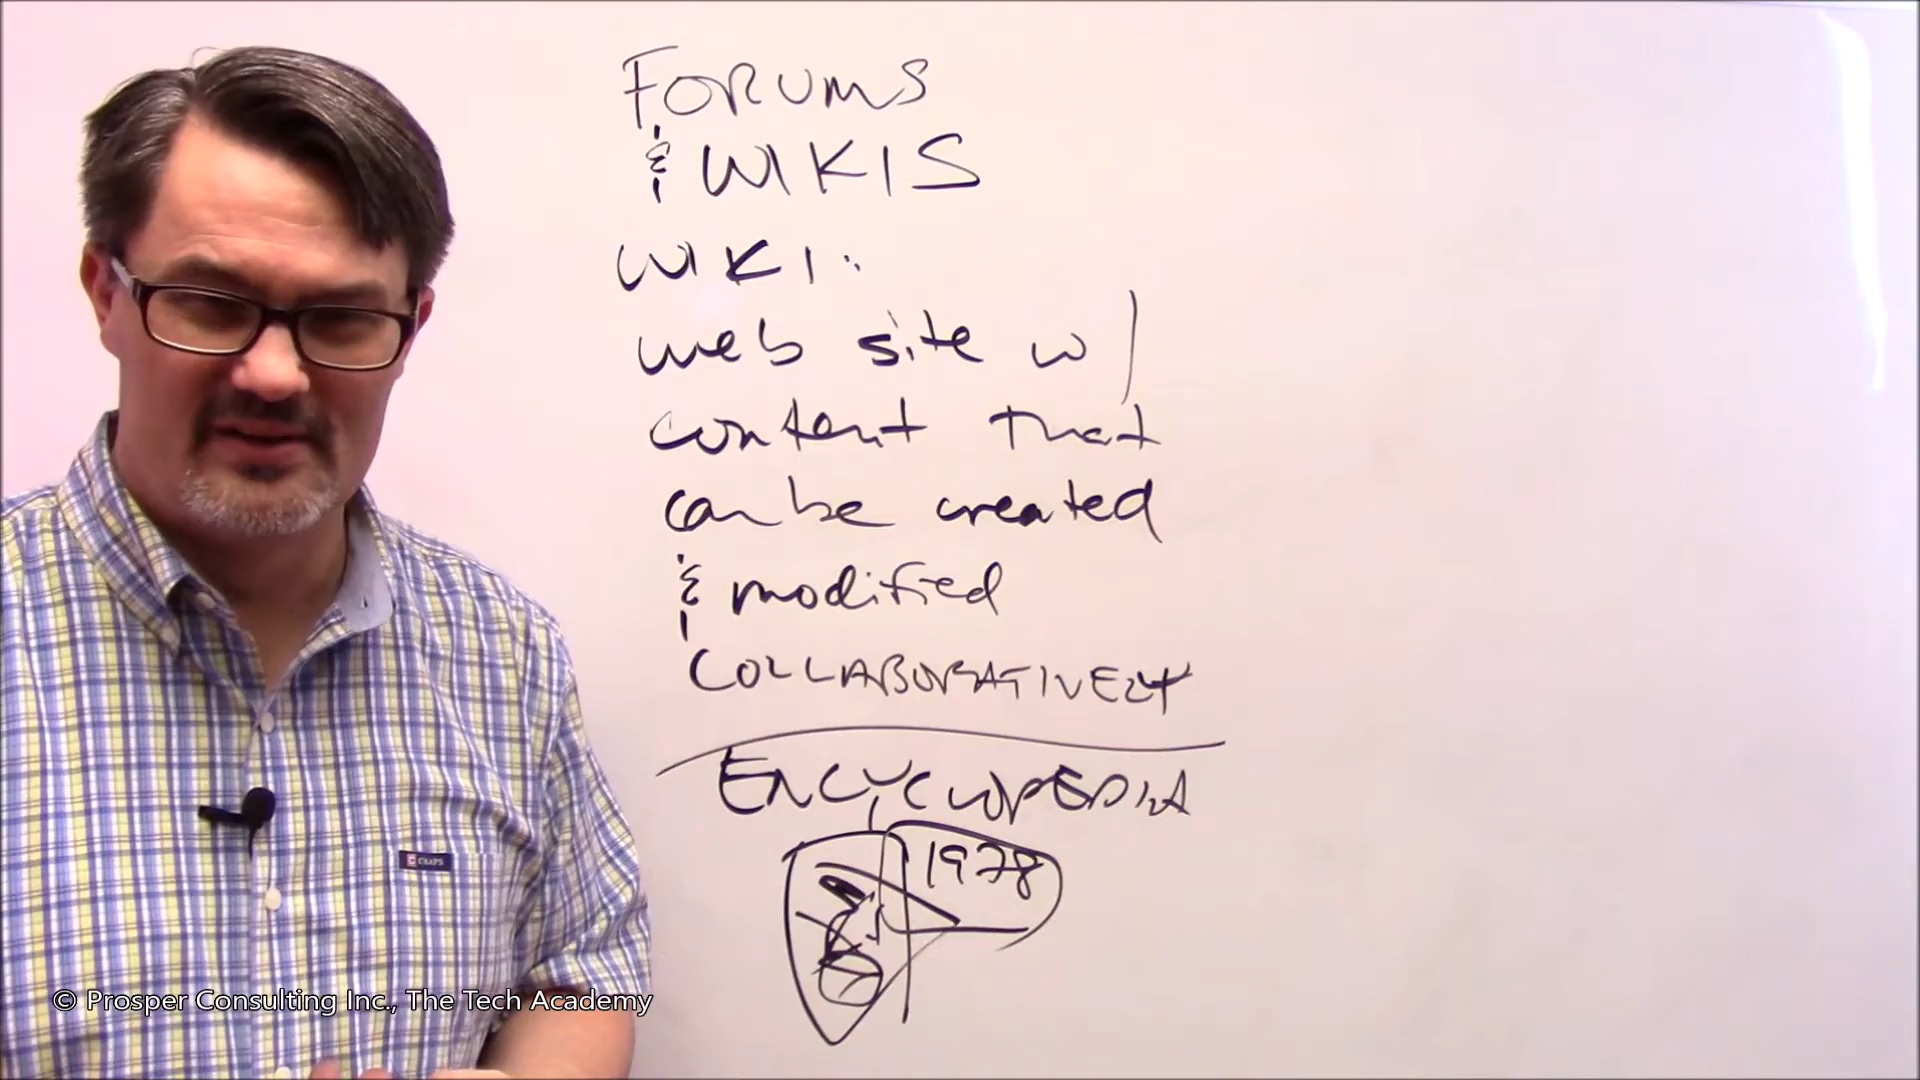 FORUMS
& WIKIS
WIKI:
web site w/
content that
can be created
& modified
COLLABORATIVELY
ENCYCLOPEDIA
1978
CHAPS
© Prosper Consulting Inc., The Tech Academy